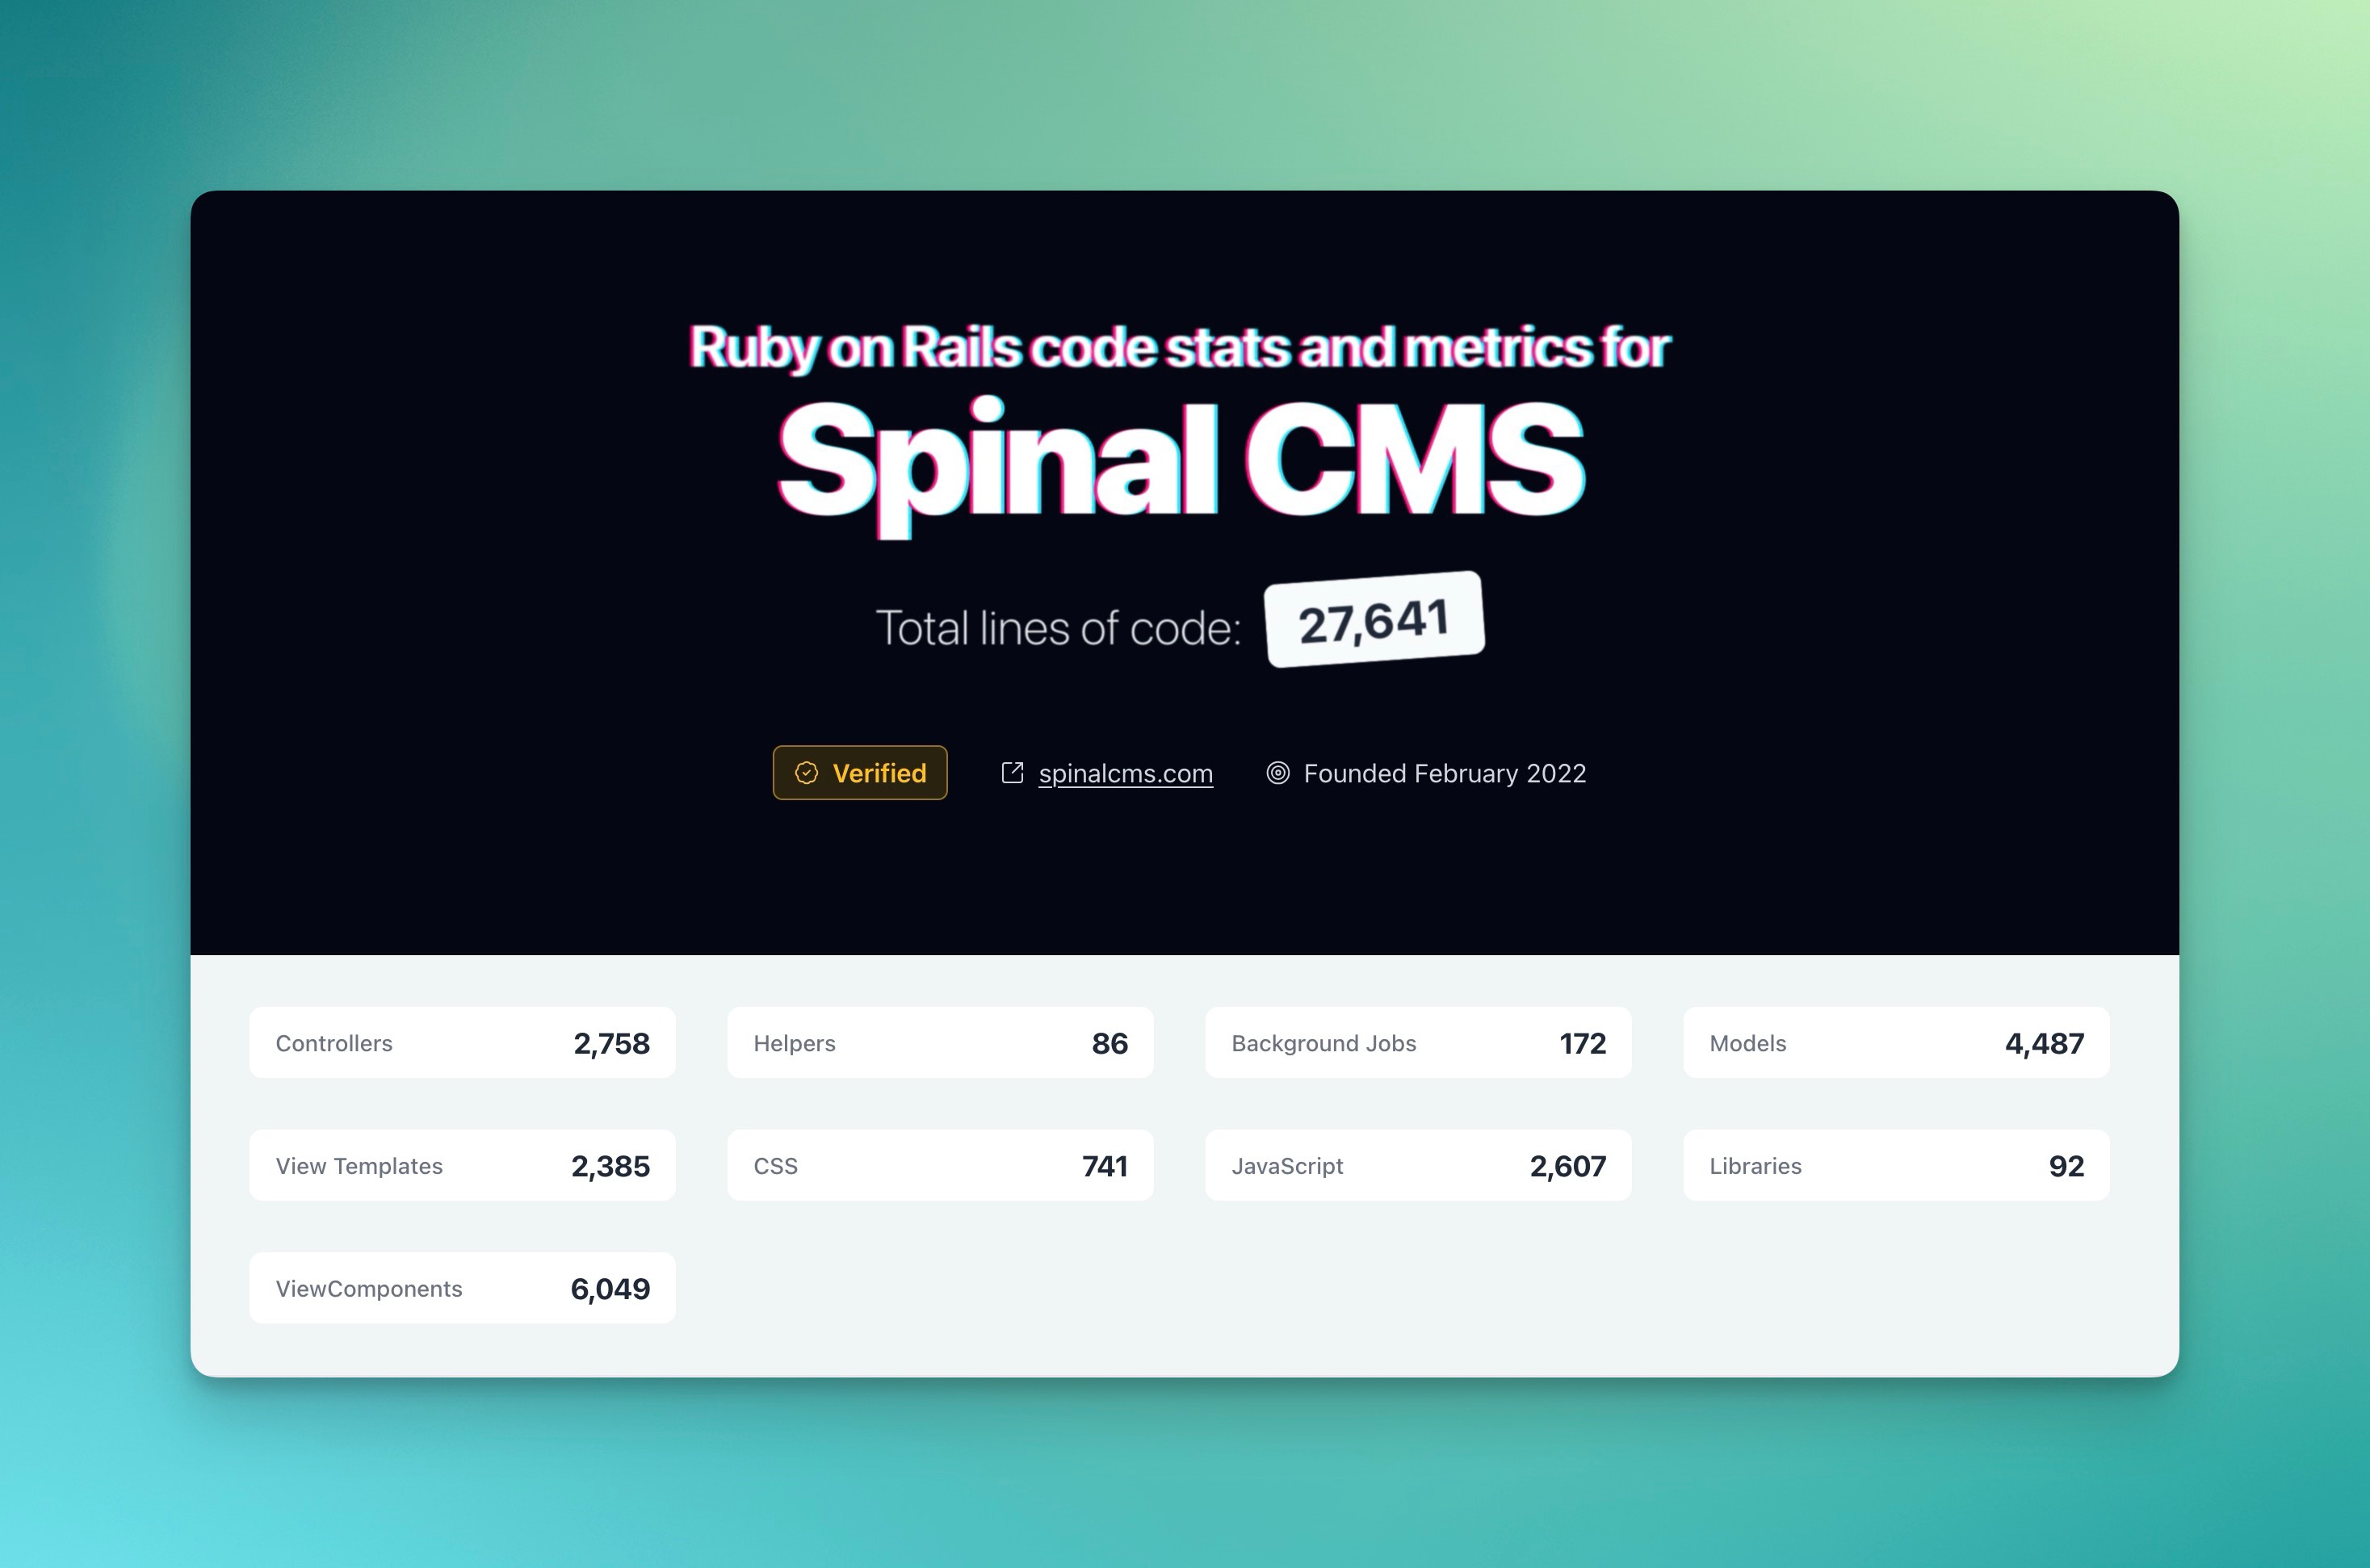 Ruby on Rails code stats and metrics for
Spinal CMS
Total lines of code: 27,641
Verified spinalcms.com Founded February 2022
Controllers 2,758 Helpers 86 Background Jobs 172 Models 4,487
View Templates 2,385 CSS 741 JavaScript 2,607 Libraries 92
ViewComponents 6,049